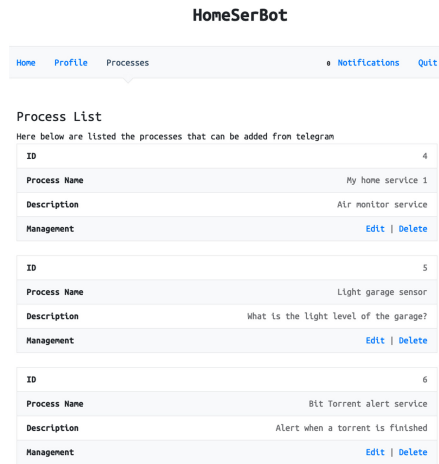 HomeSerBot
Home Profile Processes 0 Notifications Quit
Process List
Here below are listed the processes that can be added from telegram
ID 4
Process Name My home service 1
Description Air monitor service
Management Edit | Delete
ID 5
Process Name Light garage sensor
Description What is the light level of the garage?
Management Edit | Delete
ID 6
Process Name Bit Torrent alert service
Description Alert when a torrent is finished
Management Edit | Delete